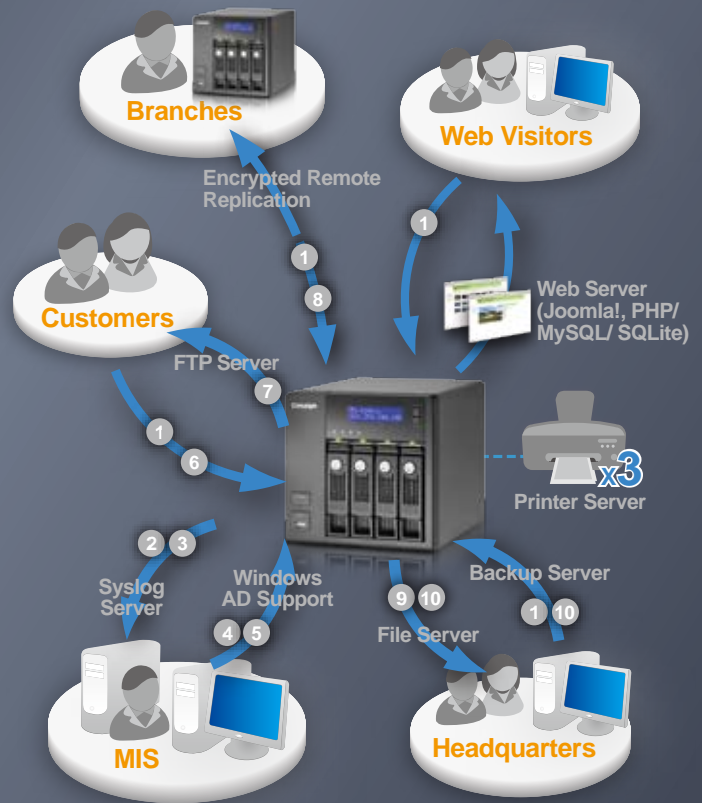 Branches
Web Visitors
Encrypted Remote
Replication
1
1
8
Web Server
(Joomla!, PHP/
MySQL/ SQLite)
Customers
FTP Server
7
1
6
x3
Printer Server
2 3
Syslog
Server
Windows
AD Support
4 5
Backup Server
9 10
1 10
File Server
MIS
Headquarters